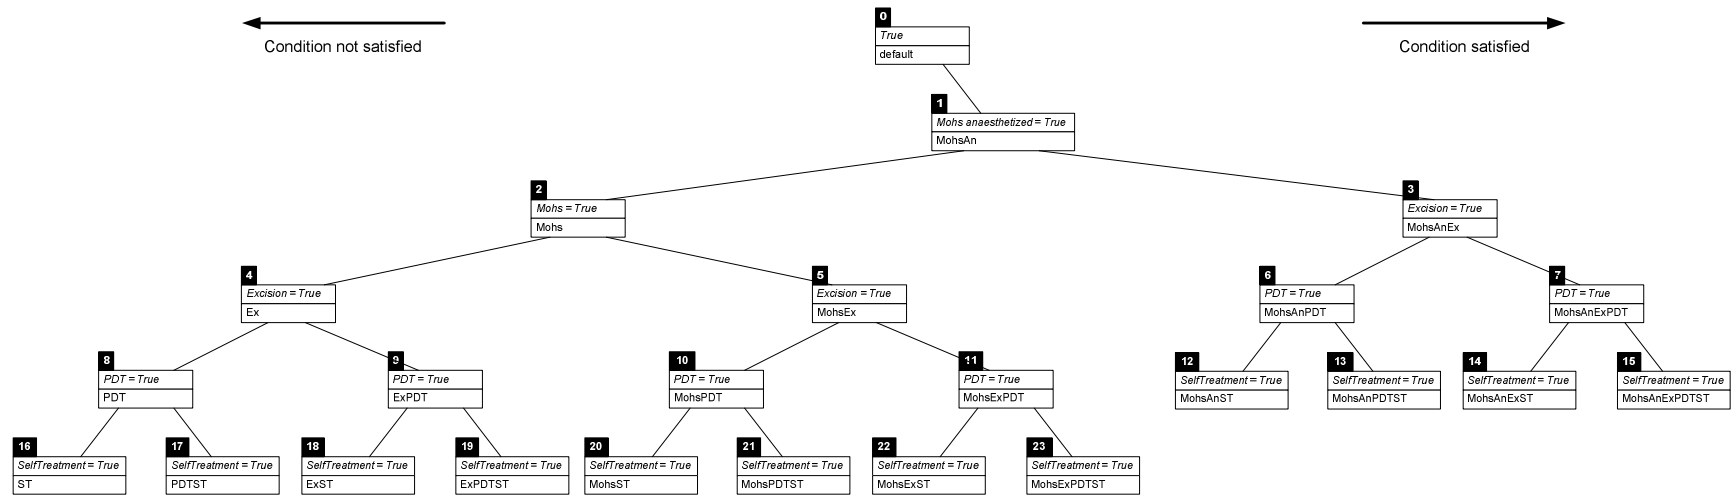 0
True
default
Condition not satisfied
Condition satisfied
1
Mohs anaesthetized = True
MohsAn
2
Mohs = True
Mohs
3
Excision = True
MohsAnEx
4
Excision = True
Ex
5
Excision = True
MohsEx
6
PDT = True
MohsAnPDT
7
PDT = True
MohsAnExPDT
8
PDT = True
PDT
9
PDT = True
ExPDT
10
PDT = True
MohsPDT
11
PDT = True
MohsExPDT
12
SelfTreatment = True
MohsAnST
13
SelfTreatment = True
MohsAnPDTST
14
SelfTreatment = True
MohsAnExST
15
SelfTreatment = True
MohsAnExPDTST
16
SelfTreatment = True
ST
17
SelfTreatment = True
PDTST
18
SelfTreatment = True
ExST
19
SelfTreatment = True
ExPDTST
20
SelfTreatment = True
MohsST
21
SelfTreatment = True
MohsPDTST
22
SelfTreatment = True
MohsExST
23
SelfTreatment = True
MohsExPDTST